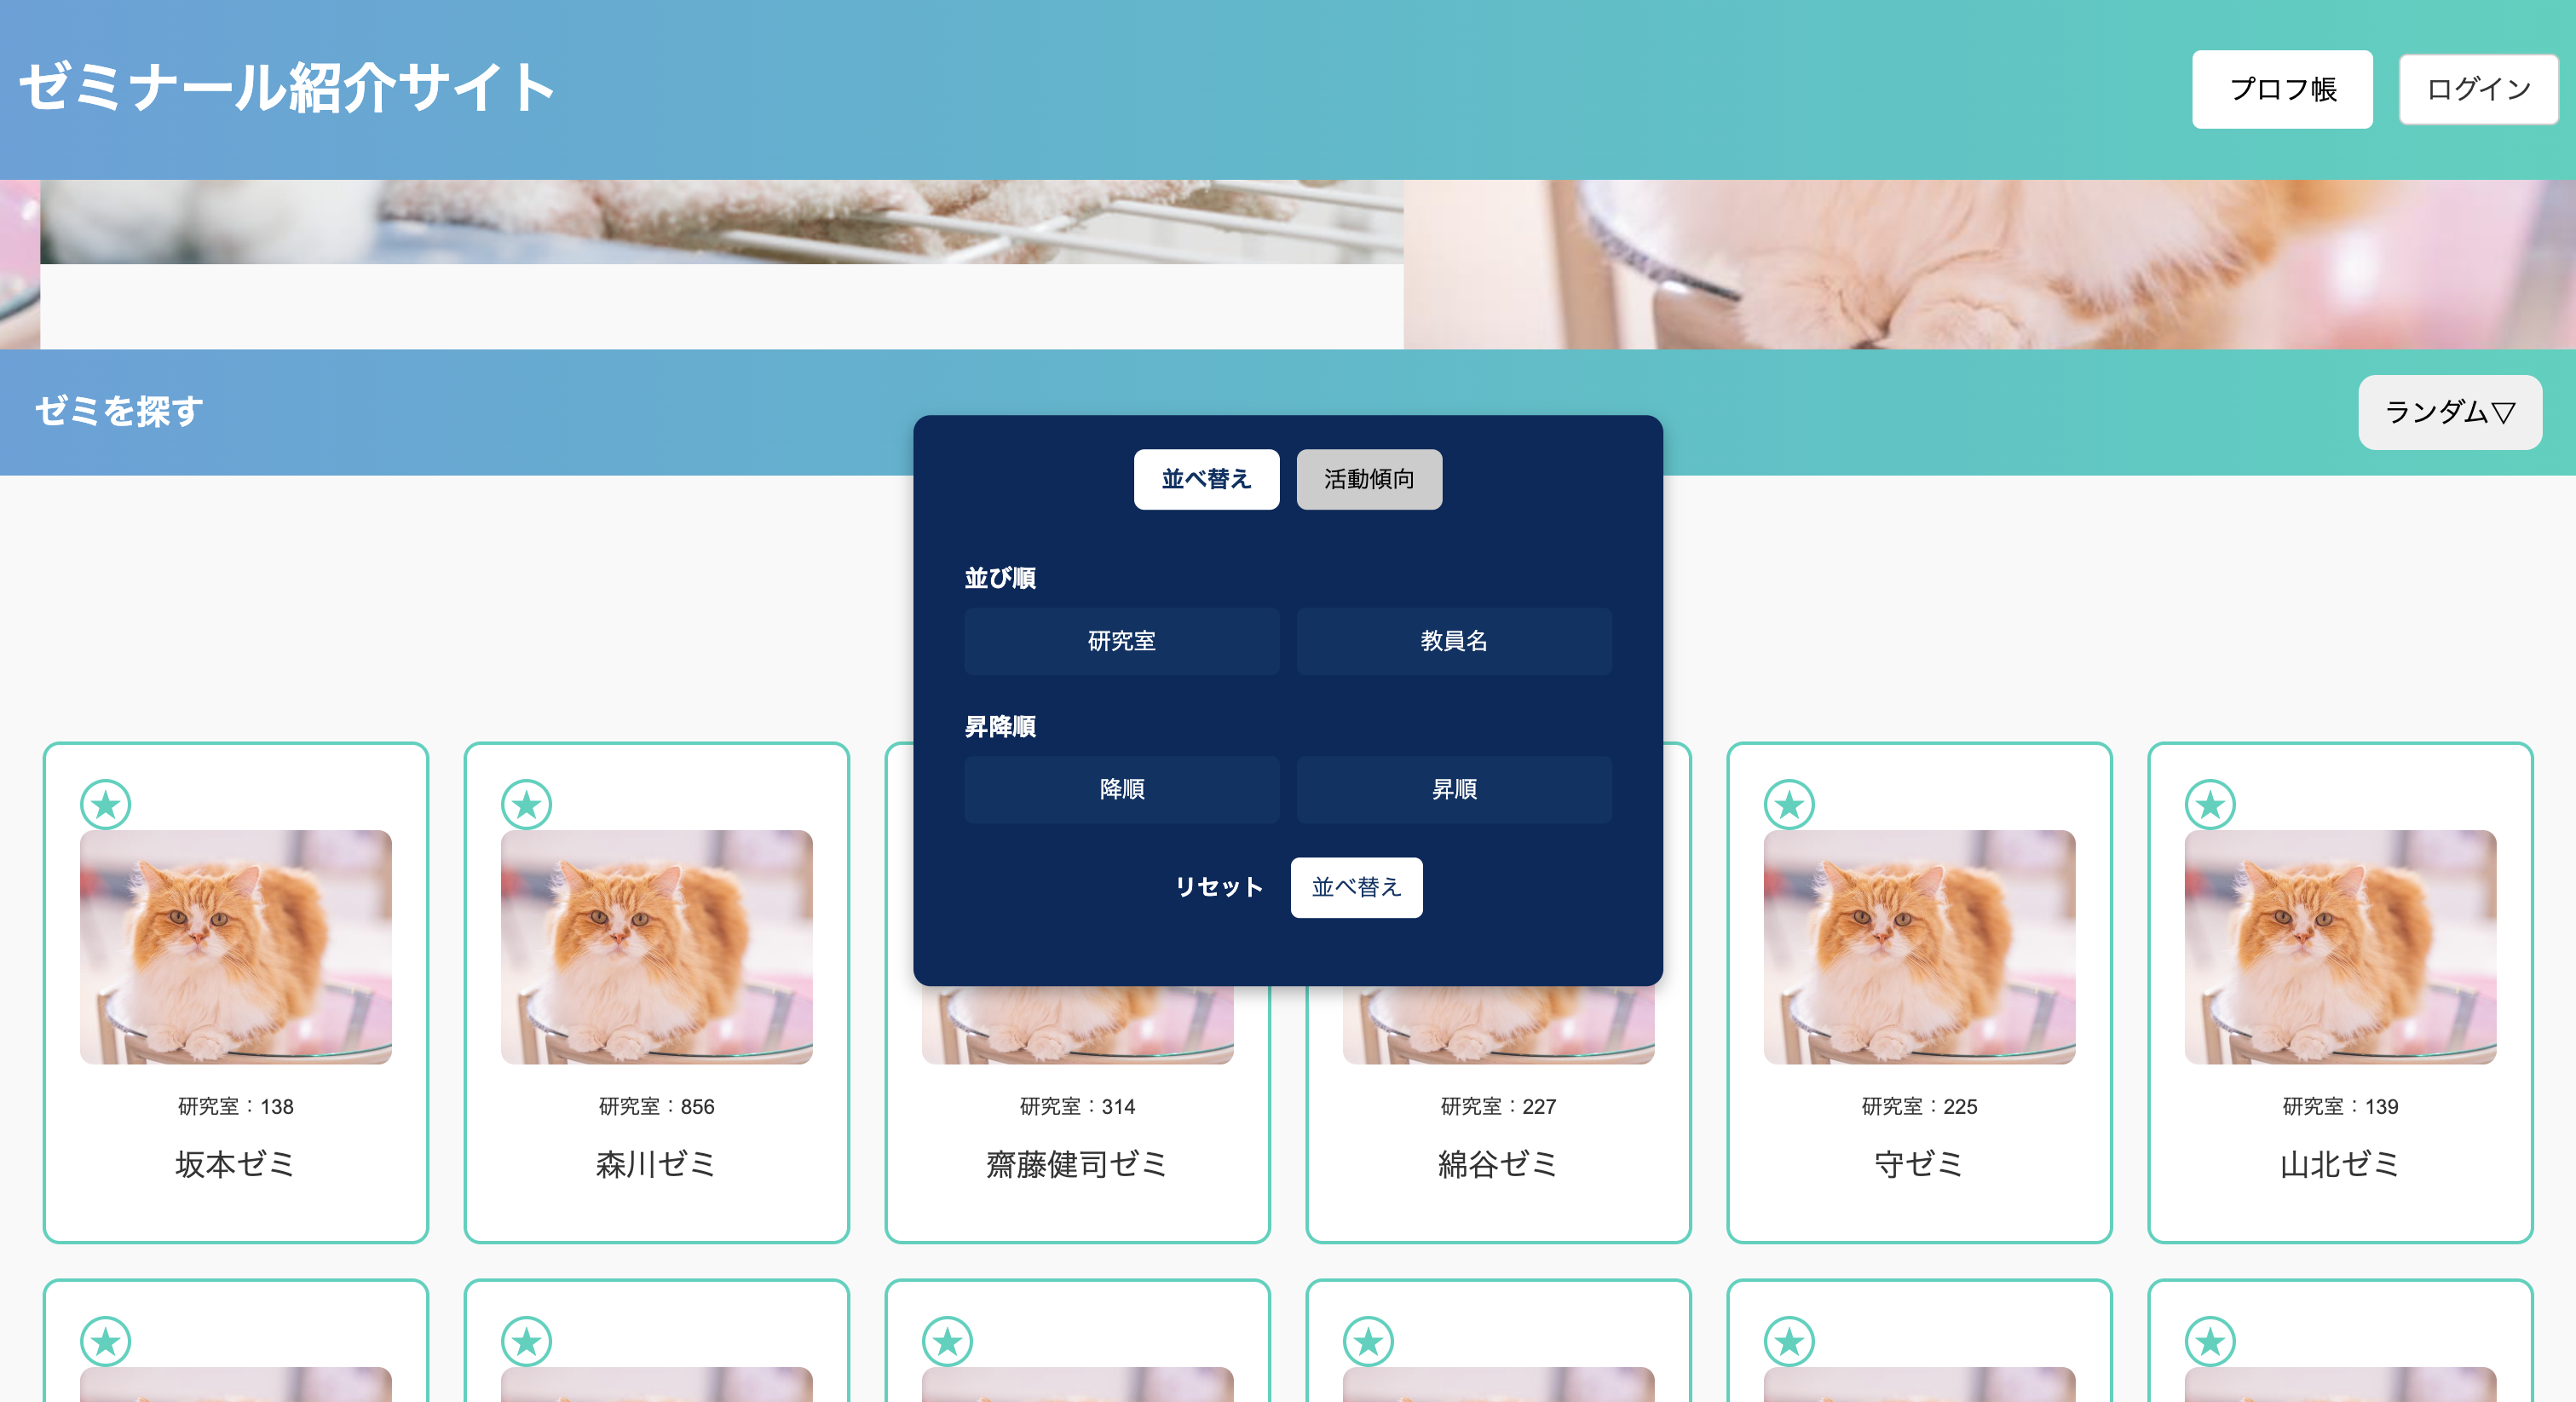 ゼミナール紹介サイト
プロフ帳
ログイン
ゼミを探す
ランダム▽
並べ替え
活動傾向
並び順
研究室
教員名
昇降順
降順
昇順
リセット
並べ替え
研究室：138
坂本ゼミ
研究室：856
森川ゼミ
研究室：314
齋藤健司ゼミ
研究室：227
綿谷ゼミ
研究室：225
守ゼミ
研究室：139
山北ゼミ